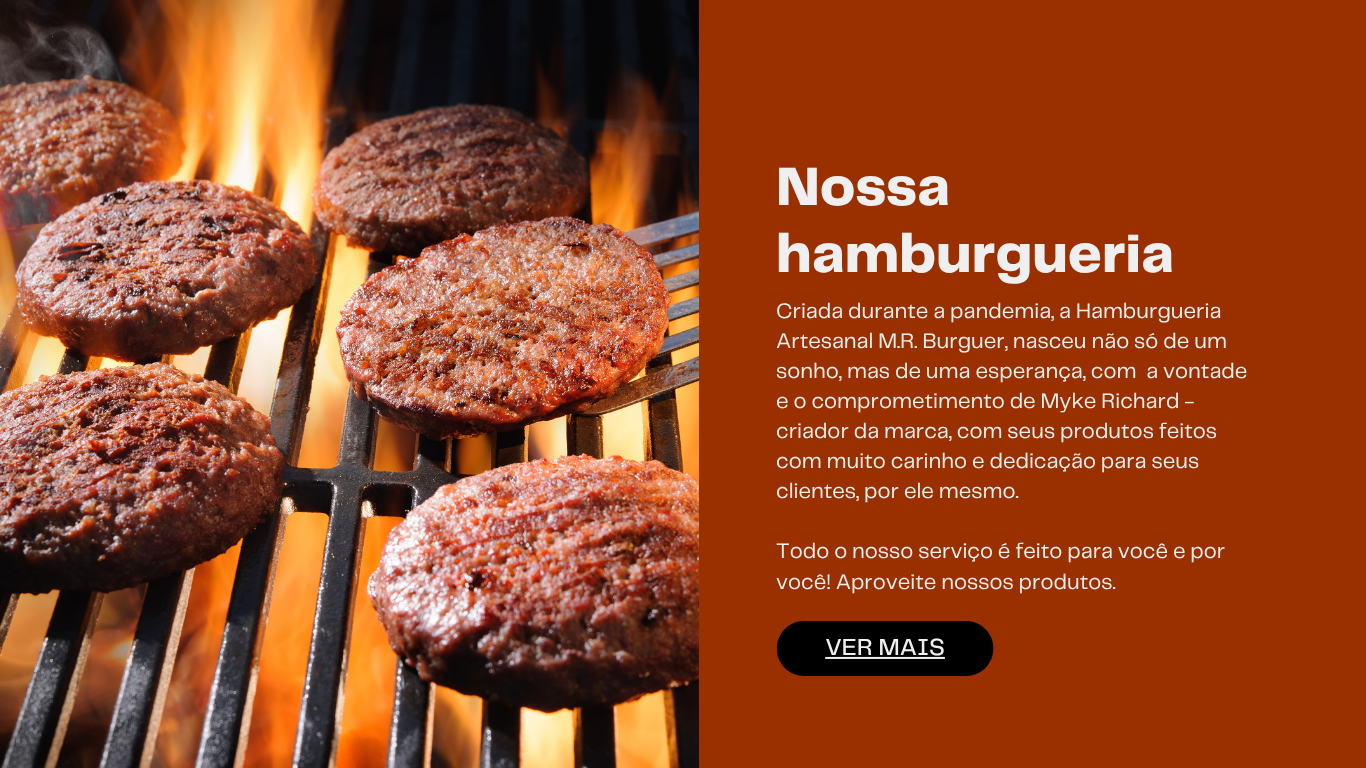 Nossa
hamburgueria
Criada durante a pandemia, a Hamburgueria
Artesanal M.R. Burguer, nasceu não só de um
sonho, mas de uma esperança, com  a vontade
e o comprometimento de Myke Richard -
criador da marca, com seus produtos feitos
com muito carinho e dedicação para seus
clientes, por ele mesmo.
Todo o nosso serviço é feito para você e por
você! Aproveite nossos produtos.
VER MAIS